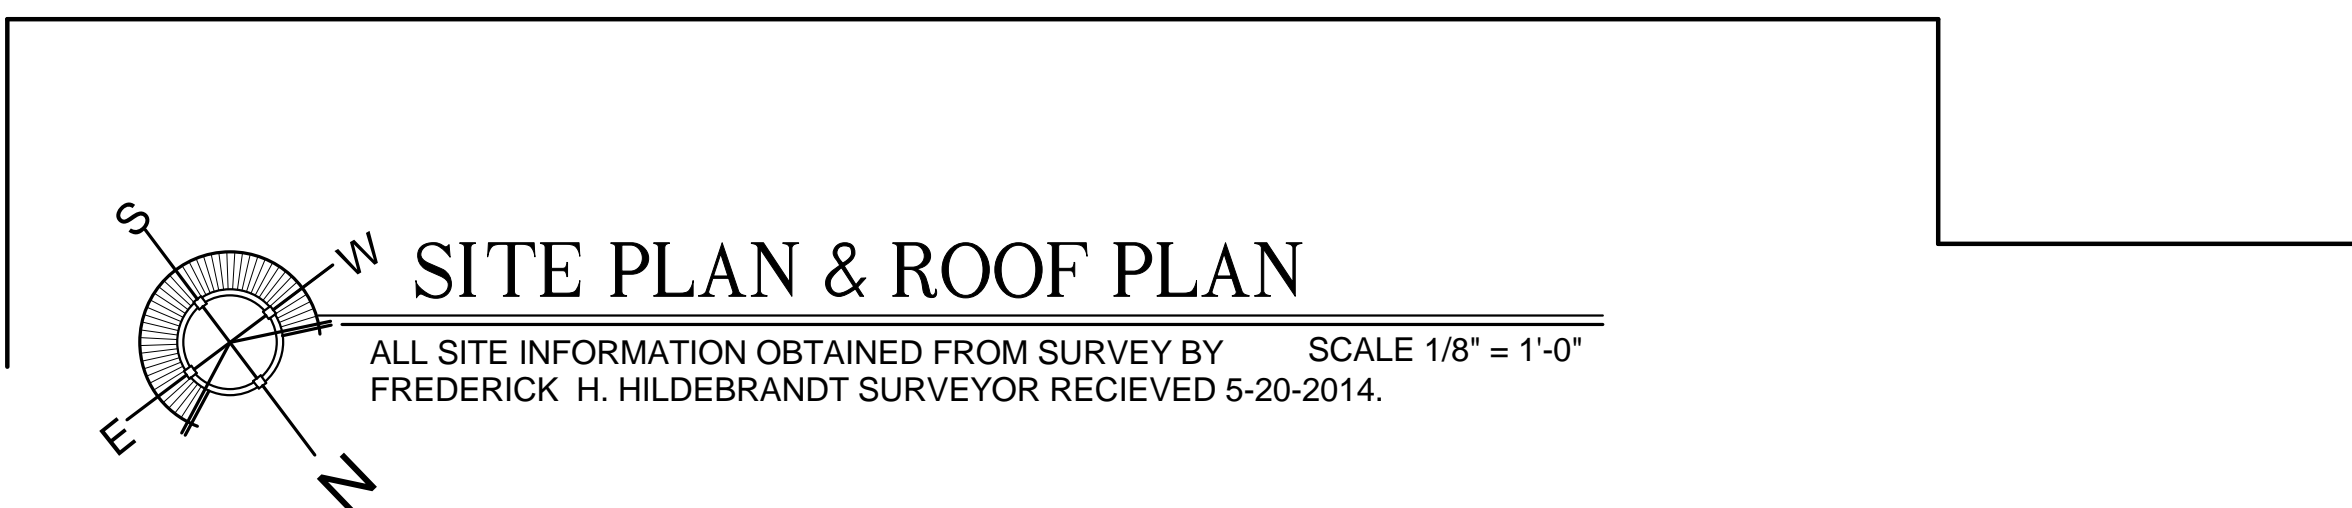 S
W
SITE PLAN & ROOF PLAN
ALL SITE INFORMATION OBTAINED FROM SURVEY BY
SCALE 1/8" = 1'-0"
FREDERICK H. HILDEBRANDT SURVEYOR RECIEVED 5-20-2014.
E
N